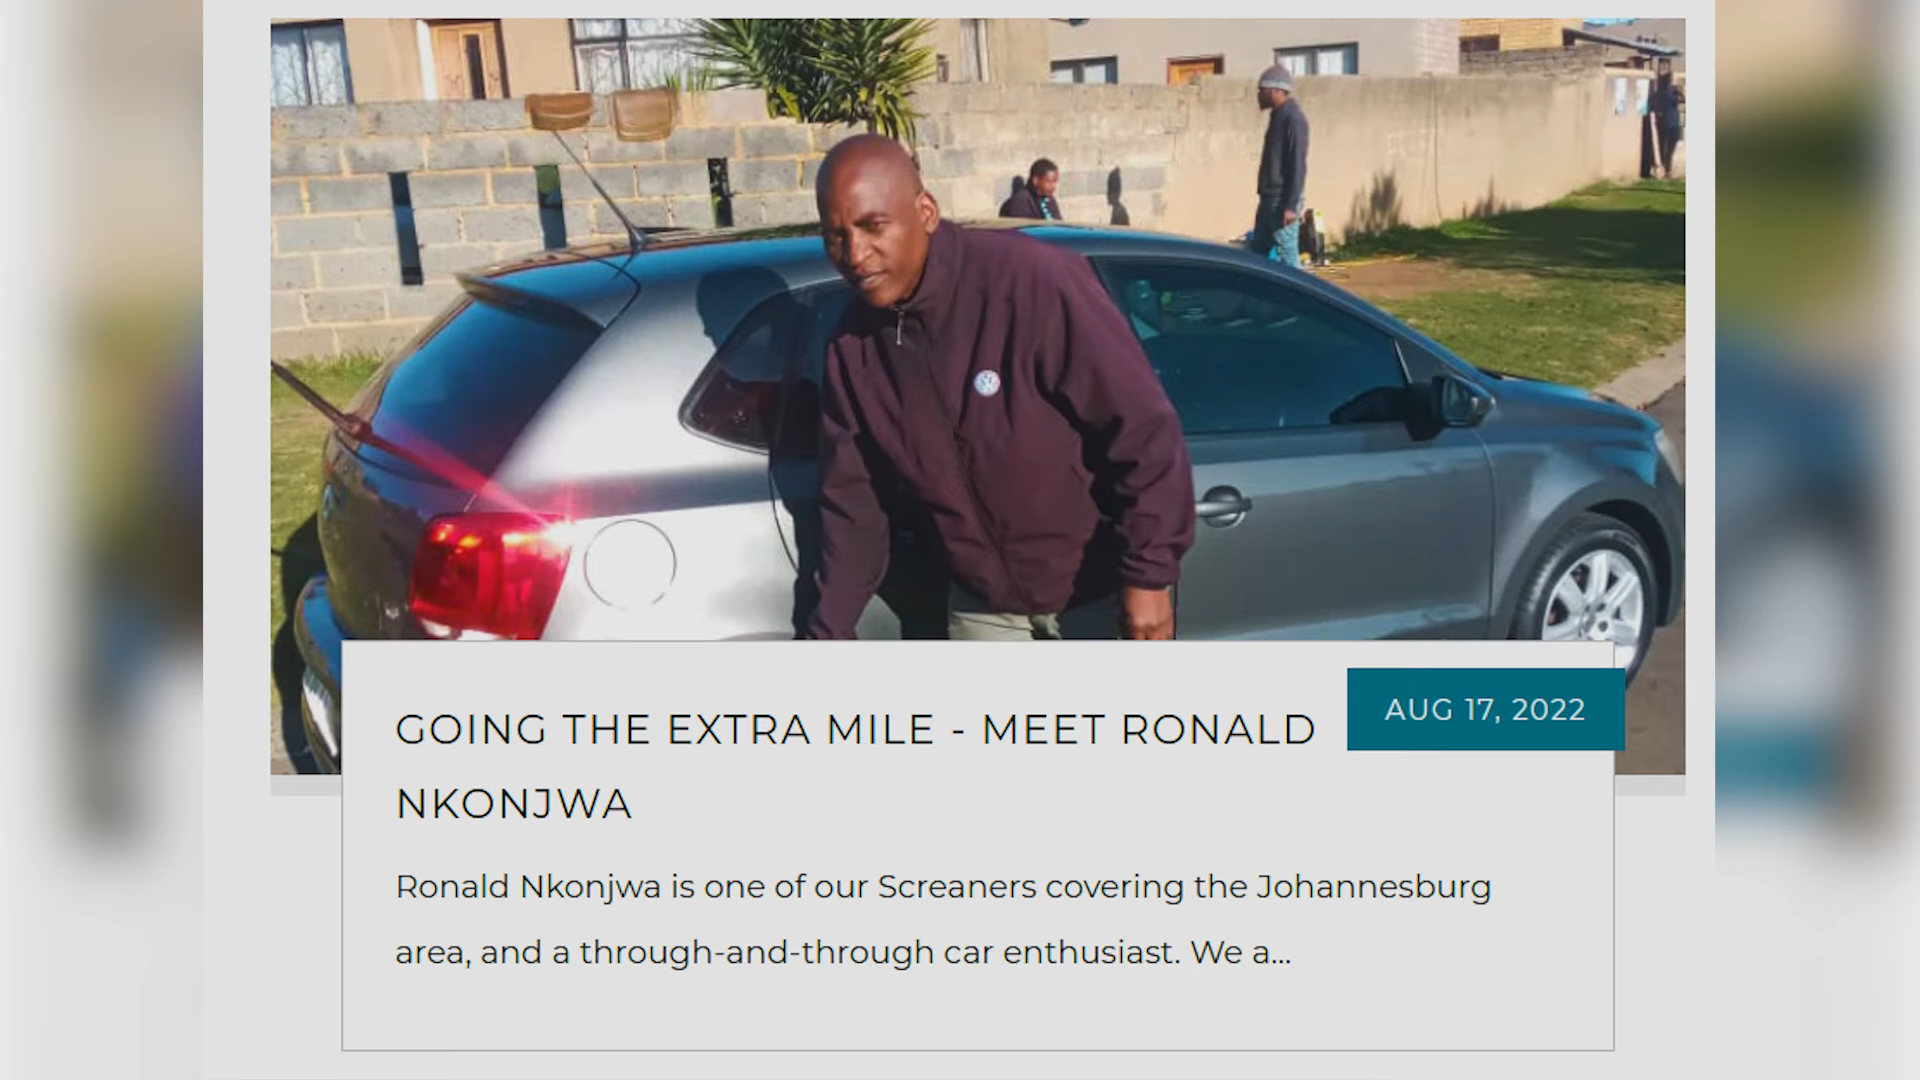 GOING THE EXTRA MILE - MEET RONALD
NKONJWA
AUG 17, 2022
Ronald Nkonjwa is one of our Screaners covering the Johannesburg
area, and a through-and-through car enthusiast. We a...